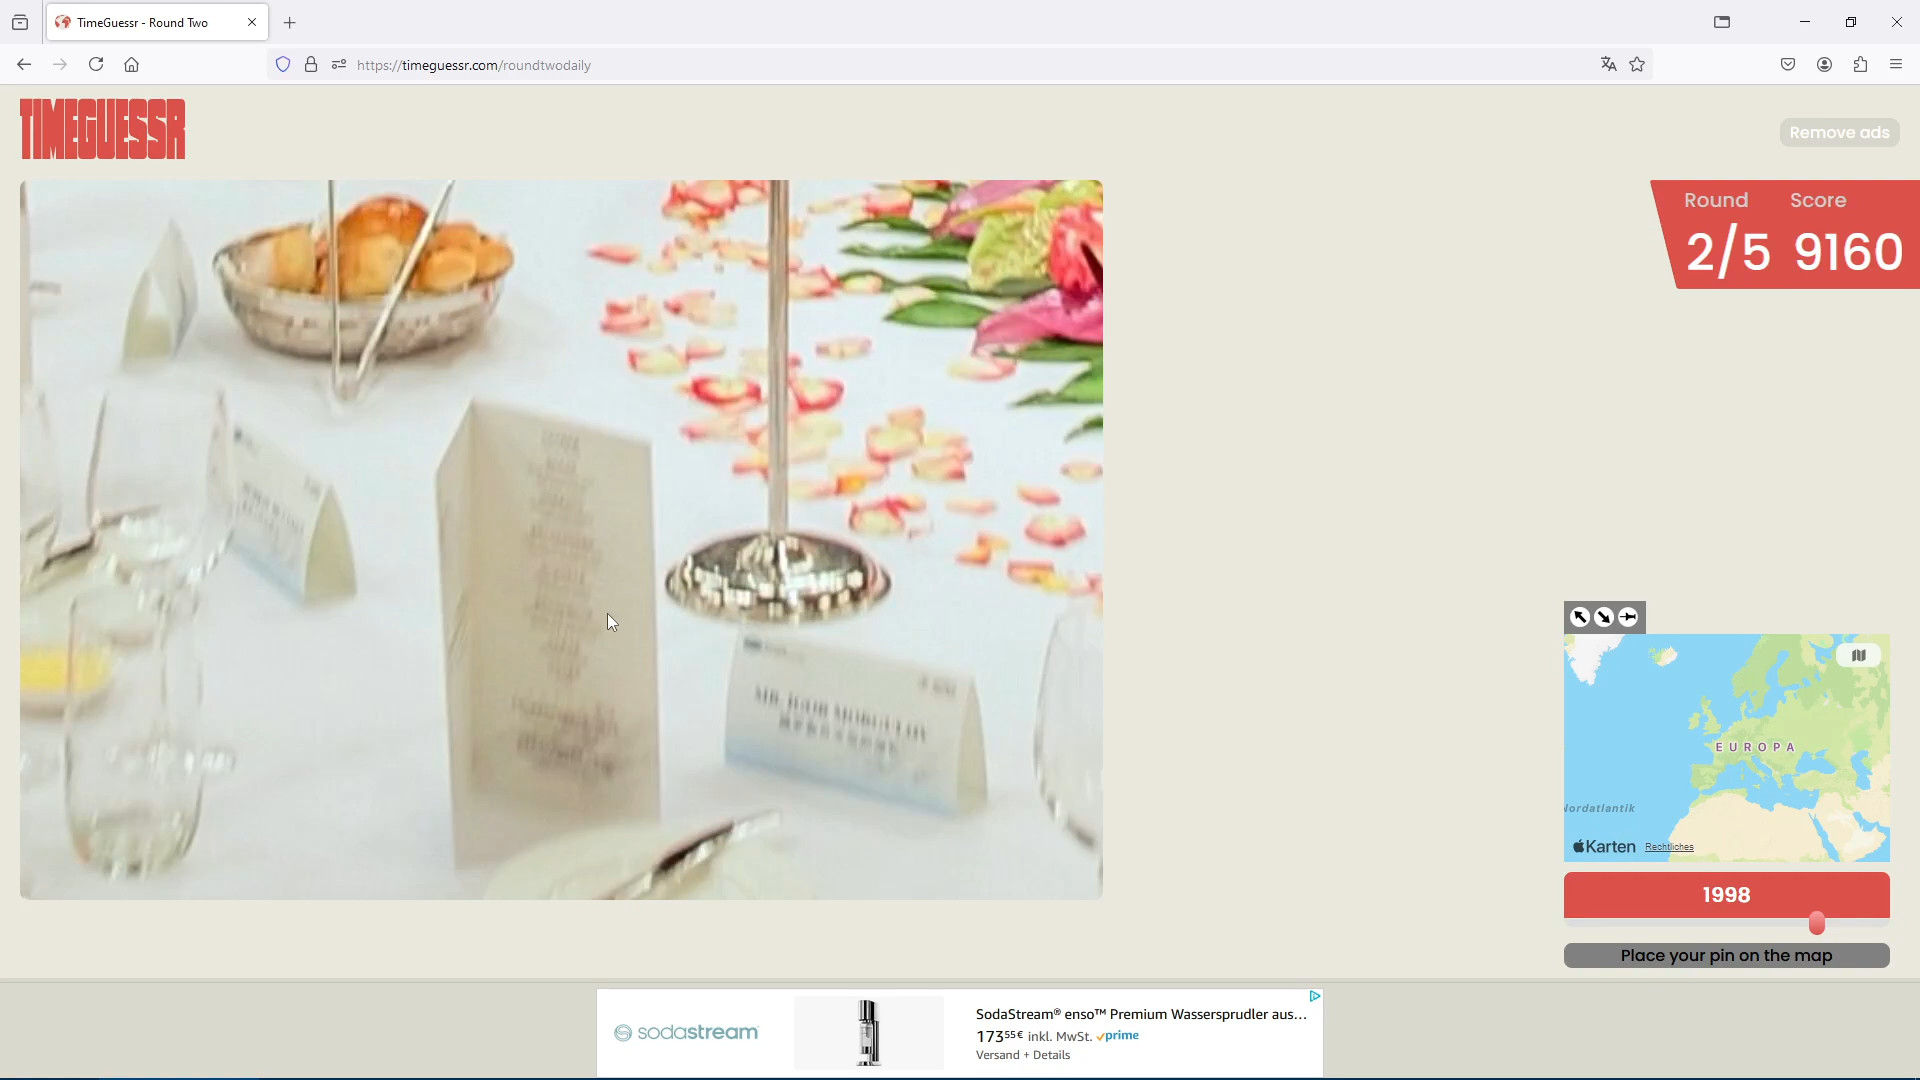 TimeGuessr - Round Two
https://timeguessr.com/roundtwodaily
TIMEGUESSR
Remove ads
Round Score
2/5 9160
MR.
EUROPA
Nordatlantik
Karten Rechtliches
1998
Place your pin on the map
sodastream
SodaStream® enso™ Premium Wassersprudler aus...
17355€ inkl. MwSt. prime
Versand + Details